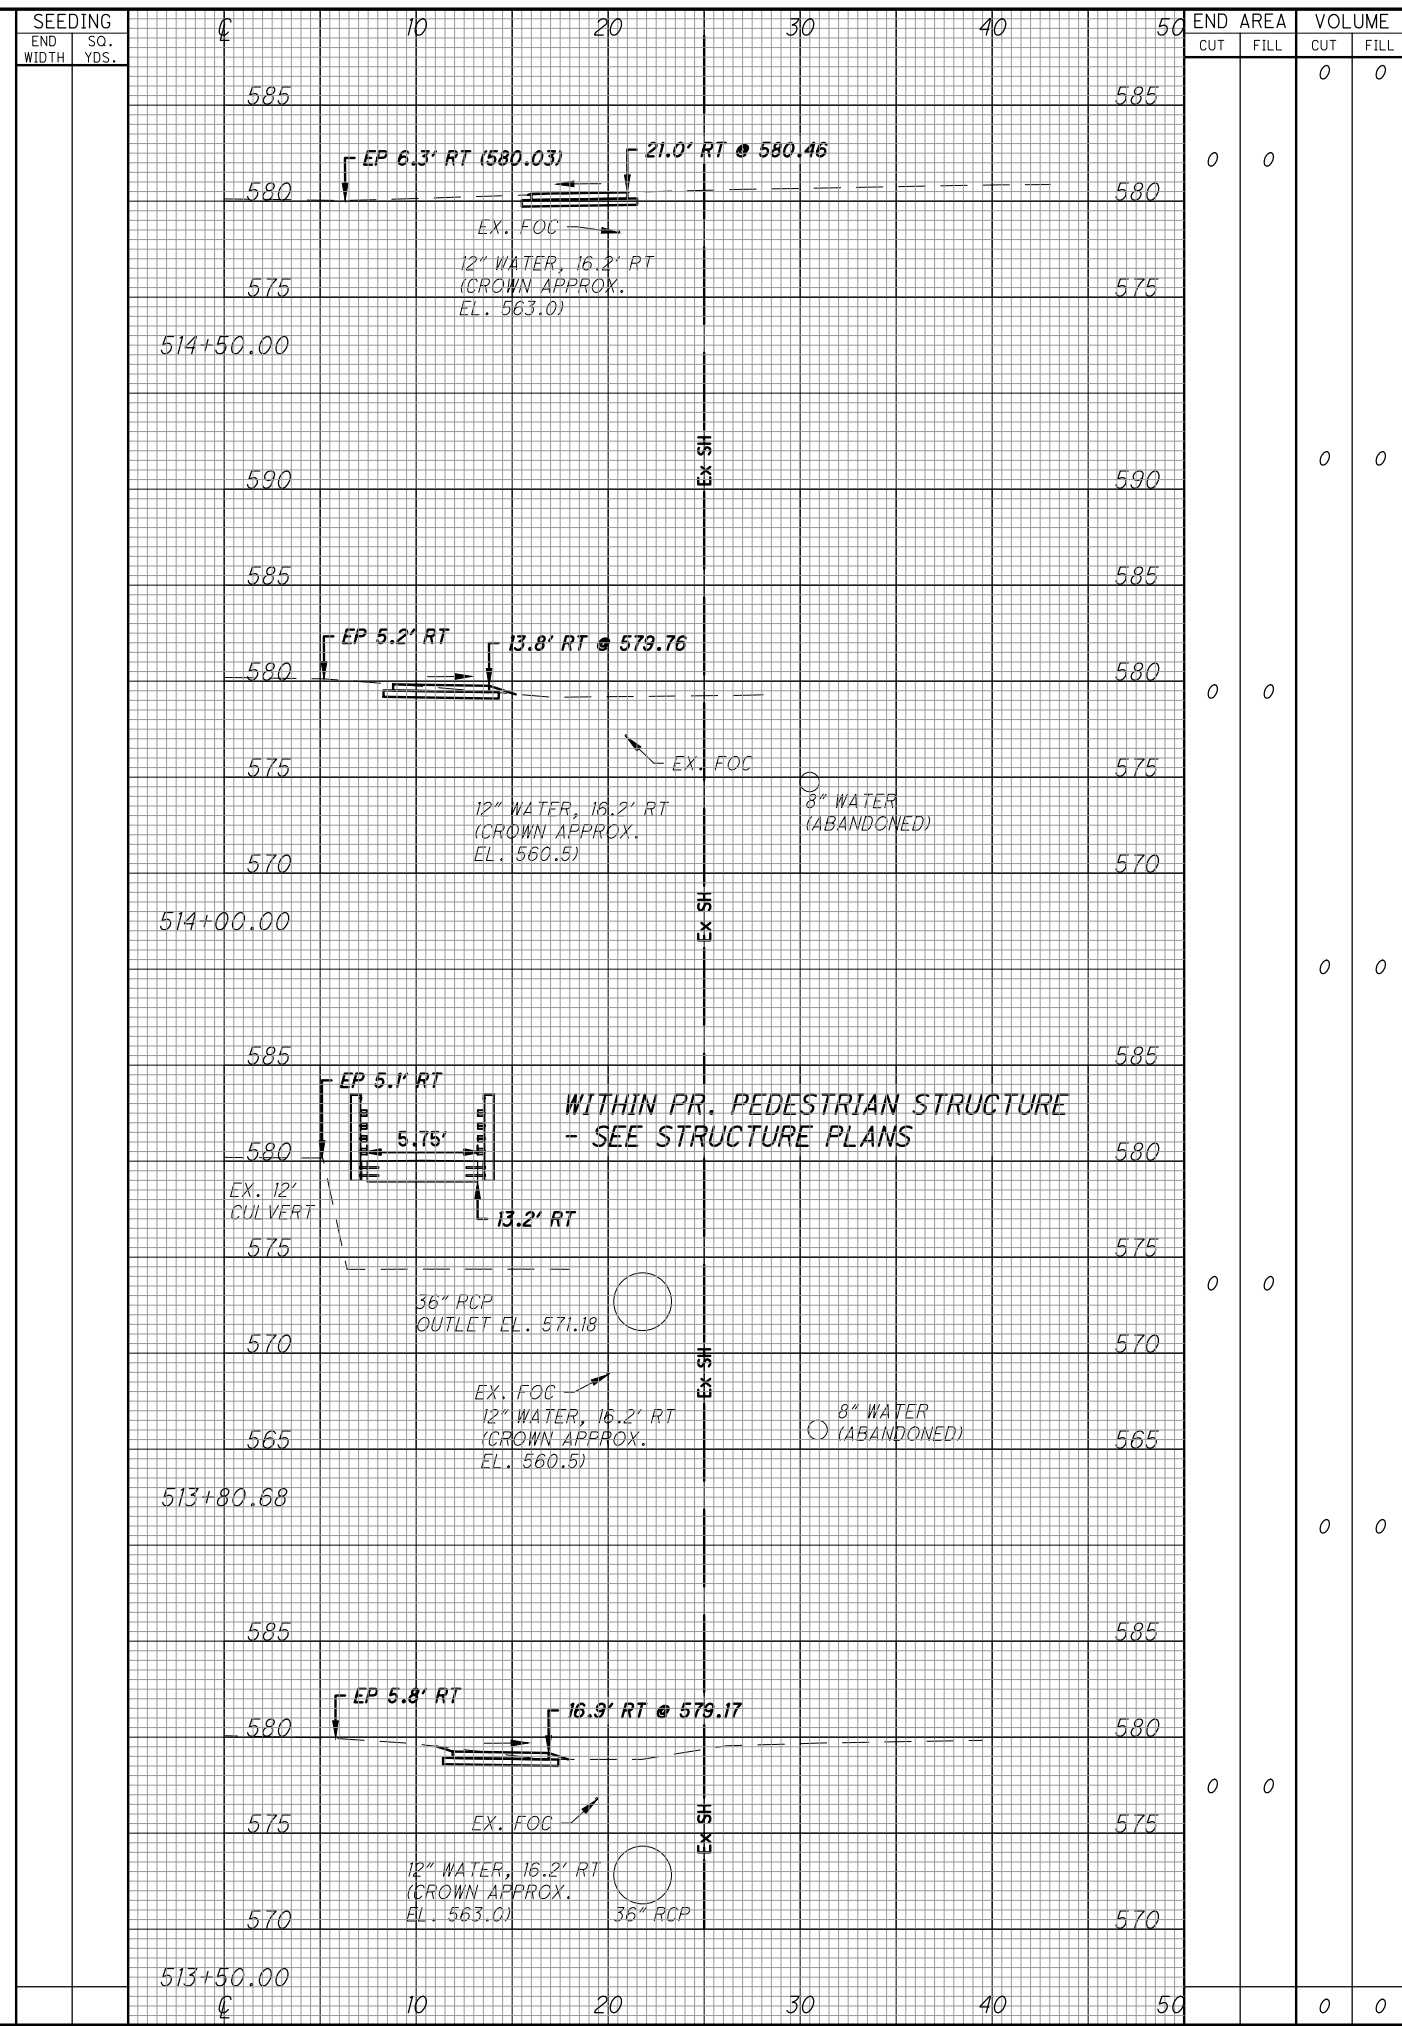 SEEDING
END WIDTH
SQ. YDS.
℄ 10 20 30 40 50
END AREA
VOLUME
CUT FILL CUT FILL
0 0
585 585
EP 6.3' RT (580.03)
21.0' RT @ 580.46
0 0
580 580
EX. FOC
12" WATER, 16.2' RT
(CROWN APPROX.
EL. 563.0)
575 575
514+50.00
Ex SH
0 0
590 590
585 585
EP 5.2' RT
13.8' RT @ 579.76
580 580
0 0
EX. FOC
575 575
12" WATER, 16.2' RT
(CROWN APPROX.
EL. 560.5)
8" WATER
(ABANDONED)
570 570
514+00.00
Ex SH
0 0
585 585
EP 5.1' RT
WITHIN PR. PEDESTRIAN STRUCTURE
- SEE STRUCTURE PLANS
5.75'
580 580
EX. 12'
CULVERT
13.2' RT
575 575
0 0
36" RCP
OUTLET EL. 571.18
570 570
Ex SH
EX. FOC
12" WATER, 16.2' RT
(CROWN APPROX.
EL. 560.5)
8" WATER
(ABANDONED)
565 565
513+80.68
0 0
585 585
EP 5.8' RT
16.9' RT @ 579.17
580 580
0 0
EX. FOC
575 575
Ex SH
12" WATER, 16.2' RT
(CROWN APPROX.
EL. 563.0)
36" RCP
570 570
513+50.00
℄ 10 20 30 40 50
0 0